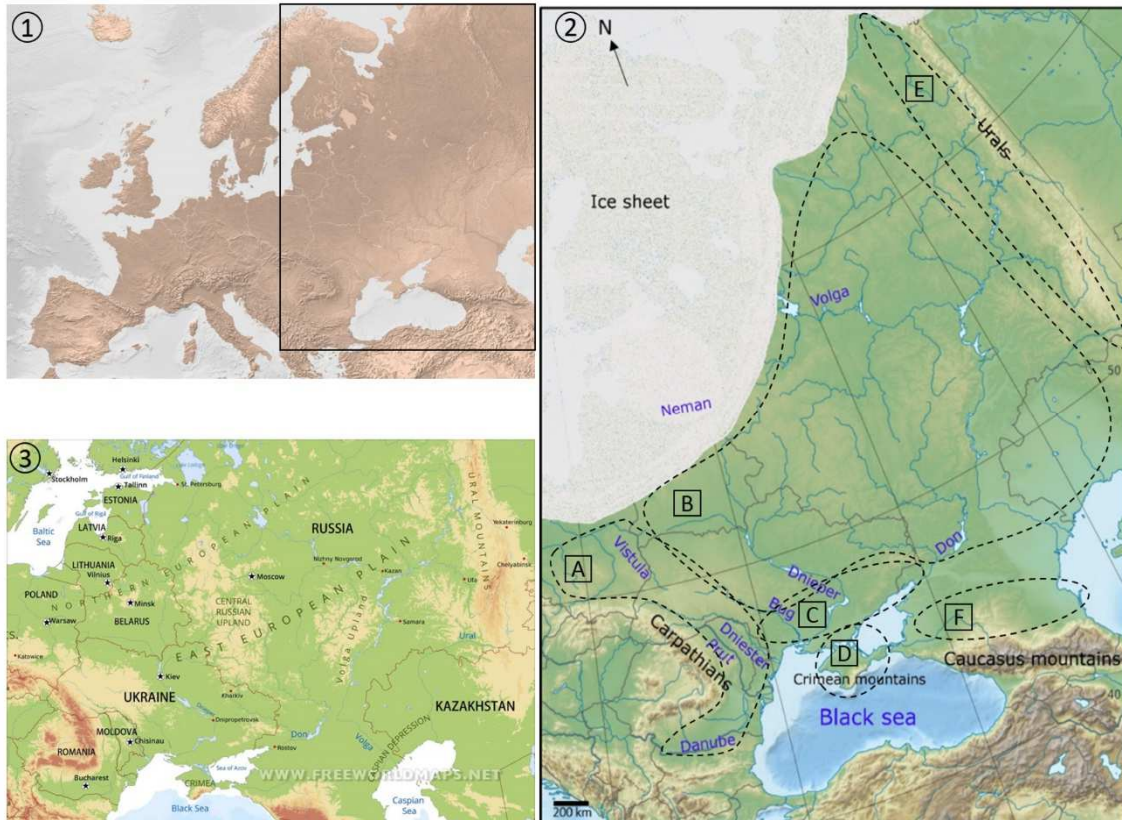 ①
②
N
E
Urals
Ice sheet
Volga
50
Neman
B
A
Vistula
Don
Dnieper
Bug
C
F
Carpathians
Dniester
Prut
D
Caucasus mountains
Crimean mountains
40
Black sea
Danube
200 km
③
Helsinki
Stockholm
Gulf of Finland
Tallinn
St. Petersburg
ESTONIA
Baltic
Sea
Gulf of Riga
LATVIA
Riga
RUSSIA
URAL MOUNTAINS
Yekaterinburg
Chelyabinsk
LITHUANIA
Vilnius
NORTHERN EUROPEAN PLAIN
Nizhny Novgorod
Kazan
Ufa
Moscow
POLAND
Minsk
Warsaw
BELARUS
CENTRAL
RUSSIAN
UPLAND
EAST EUROPEAN PLAIN
Volga Upland
Samara
Ural
Katowice
Kiev
Kharkiv
UKRAINE
Dnieper
Dnipropetrovsk
KAZAKHSTAN
MOLDOVA
Chisinau
Don
Volga
CASPIAN DEPRESSION
Rostov
ROMANIA
Sea of Azov
WWW.FREEWORLDMAPS.NET
Bucharest
CRIMEA
Black Sea
Caspian
Sea